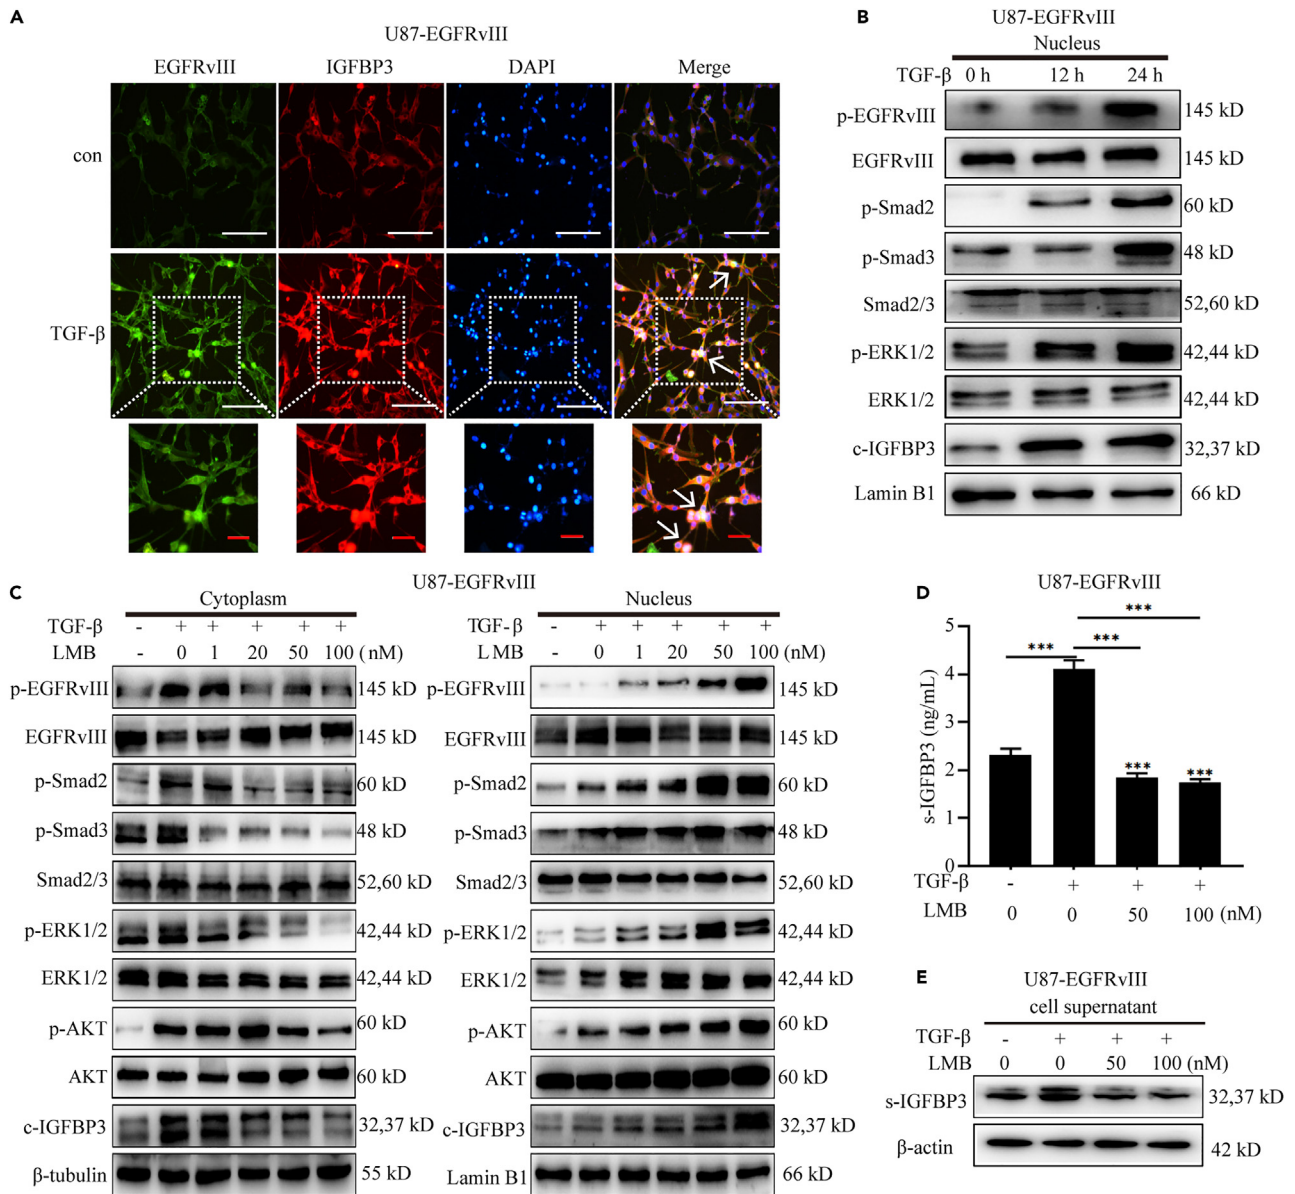 A
U87-EGFRvIII
EGFRvIII IGFBP3 DAPI Merge
con
TGF-β
B
U87-EGFRvIII
Nucleus
TGF-β 0 h 12 h 24 h
p-EGFRvIII 145 kD
EGFRvIII 145 kD
p-Smad2 60 kD
p-Smad3 48 kD
Smad2/3 52,60 kD
p-ERK1/2 42,44 kD
ERK1/2 42,44 kD
c-IGFBP3 32,37 kD
Lamin B1 66 kD
C
U87-EGFRvIII
Cytoplasm
TGF-β - + + + + +
LMB - 0 1 20 50 100 (nM)
p-EGFRvIII 145 kD
EGFRvIII 145 kD
p-Smad2 60 kD
p-Smad3 48 kD
Smad2/3 52,60 kD
p-ERK1/2 42,44 kD
ERK1/2 42,44 kD
p-AKT 60 kD
AKT 60 kD
c-IGFBP3 32,37 kD
β-tubulin 55 kD
Nucleus
TGF-β - + + + + +
LMB - 0 1 20 50 100 (nM)
p-EGFRvIII 145 kD
EGFRvIII 145 kD
p-Smad2 60 kD
p-Smad3 48 kD
Smad2/3 52,60 kD
p-ERK1/2 42,44 kD
ERK1/2 42,44 kD
p-AKT 60 kD
AKT 60 kD
c-IGFBP3 32,37 kD
Lamin B1 66 kD
D
U87-EGFRvIII
s-IGFBP3 (ng/mL)
5
4
3
2
1
0
***
***
***
*** ***
TGF-β - + + +
LMB 0 0 50 100 (nM)
E
U87-EGFRvIII
cell supernatant
TGF-β - + + +
LMB 0 0 50 100 (nM)
s-IGFBP3 32,37 kD
β-actin 42 kD